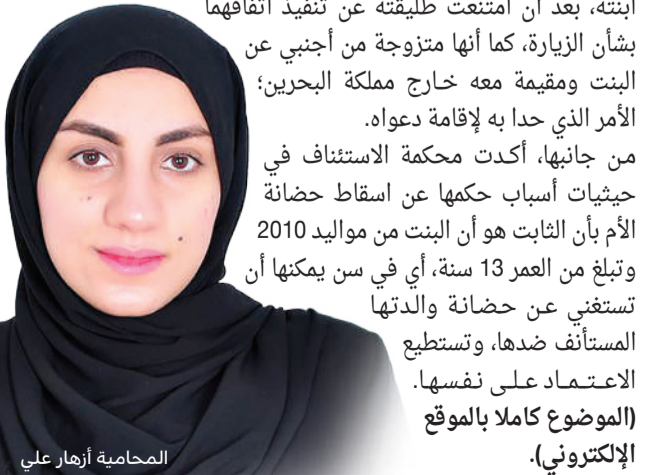 ابنته، بعد أن امتنعت طليقته عن تنفيذ اتفاقهما
بشأن الزيارة، كما أنها متزوجة من أجنبي عن
البنت ومقيمة معه خارج مملكة البحرين؛
الأمر الذي حدا به لإقامة دعواه.
من جانبها، أكدت محكمة الاستئناف في
حيثيات أسباب حكمها عن اسقاط حضانة
الأم بأن الثابت هو أن البنت من مواليد 2010
وتبلغ من العمر 13 سنة، أي في سن يمكنها أن
تستغني عن حضانة والدتها
المستأنف ضدها، وتستطيع
الاعتماد على نفسها.
(الموضوع كاملا بالموقع
الإلكتروني).
المحامية أزهار علي